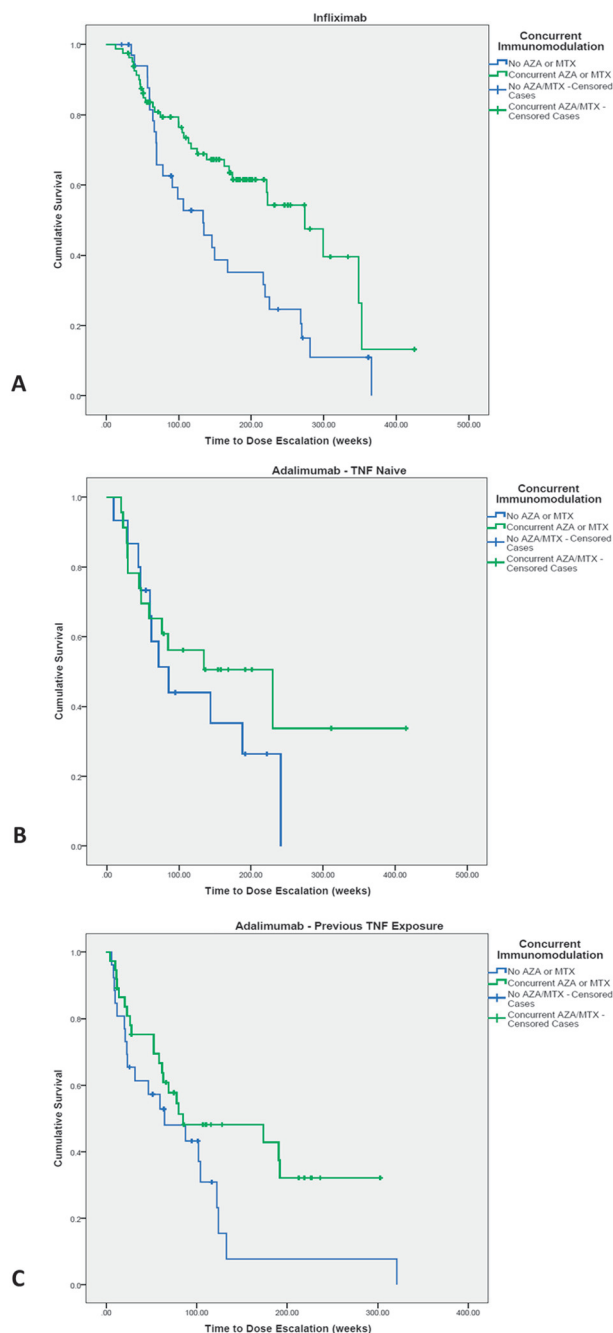 Infliximab
Concurrent
Immunomodulation
No AZA or MTX
Concurrent AZA or MTX
No AZA/MTX - Censored
Cases
Concurrent AZA/MTX -
Censored Cases
1.0
0.8
0.6
0.4
0.2
0.0
Cumulative Survival
.00 100.00 200.00 300.00 400.00 500.00
Time to Dose Escalation (weeks)
A
Adalimumab - TNF Naive
Concurrent
Immunomodulation
No AZA or MTX
Concurrent AZA or MTX
No AZA/MTX - Censored
Cases
Concurrent AZA/MTX -
Censored Cases
1.0
0.8
0.6
0.4
0.2
0.0
Cumulative Survival
.00 100.00 200.00 300.00 400.00 500.00
Time to Dose Escalation (weeks)
B
Adalimumab - Previous TNF Exposure
Concurrent
Immunomodulation
No AZA or MTX
Concurrent AZA or MTX
No AZA/MTX - Censored
Cases
Concurrent AZA/MTX -
Censored Cases
1.0
0.8
0.6
0.4
0.2
0.0
Cumulative Survival
.00 100.00 200.00 300.00 400.00
Time to Dose Escalation (weeks)
C